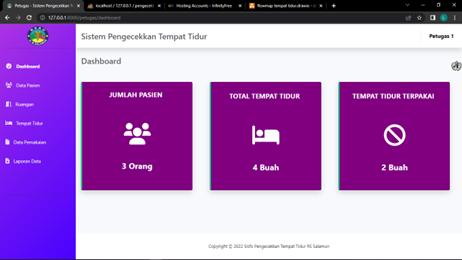 Petugas - Sistem Pengecekkan T
localhost / 127.0.0.1 / pengecek
Hosting Accounts - InfinityFree
Flowmap tempat tidur.drawio -
127.0.0.1:8000/petugas/dashboard
Sistem Pengecekkan Tempat Tidur
Petugas 1
Dashboard
Dashboard
Data Pasien
Ruangan
Tempat Tidur
Data Pemakaian
Laporan Data
JUMLAH PASIEN
3 Orang
TOTAL TEMPAT TIDUR
4 Buah
TEMPAT TIDUR TERPAKAI
2 Buah
Copyright © 2022 Sisfo Pengecekkan Tempat Tidur RS Salamun